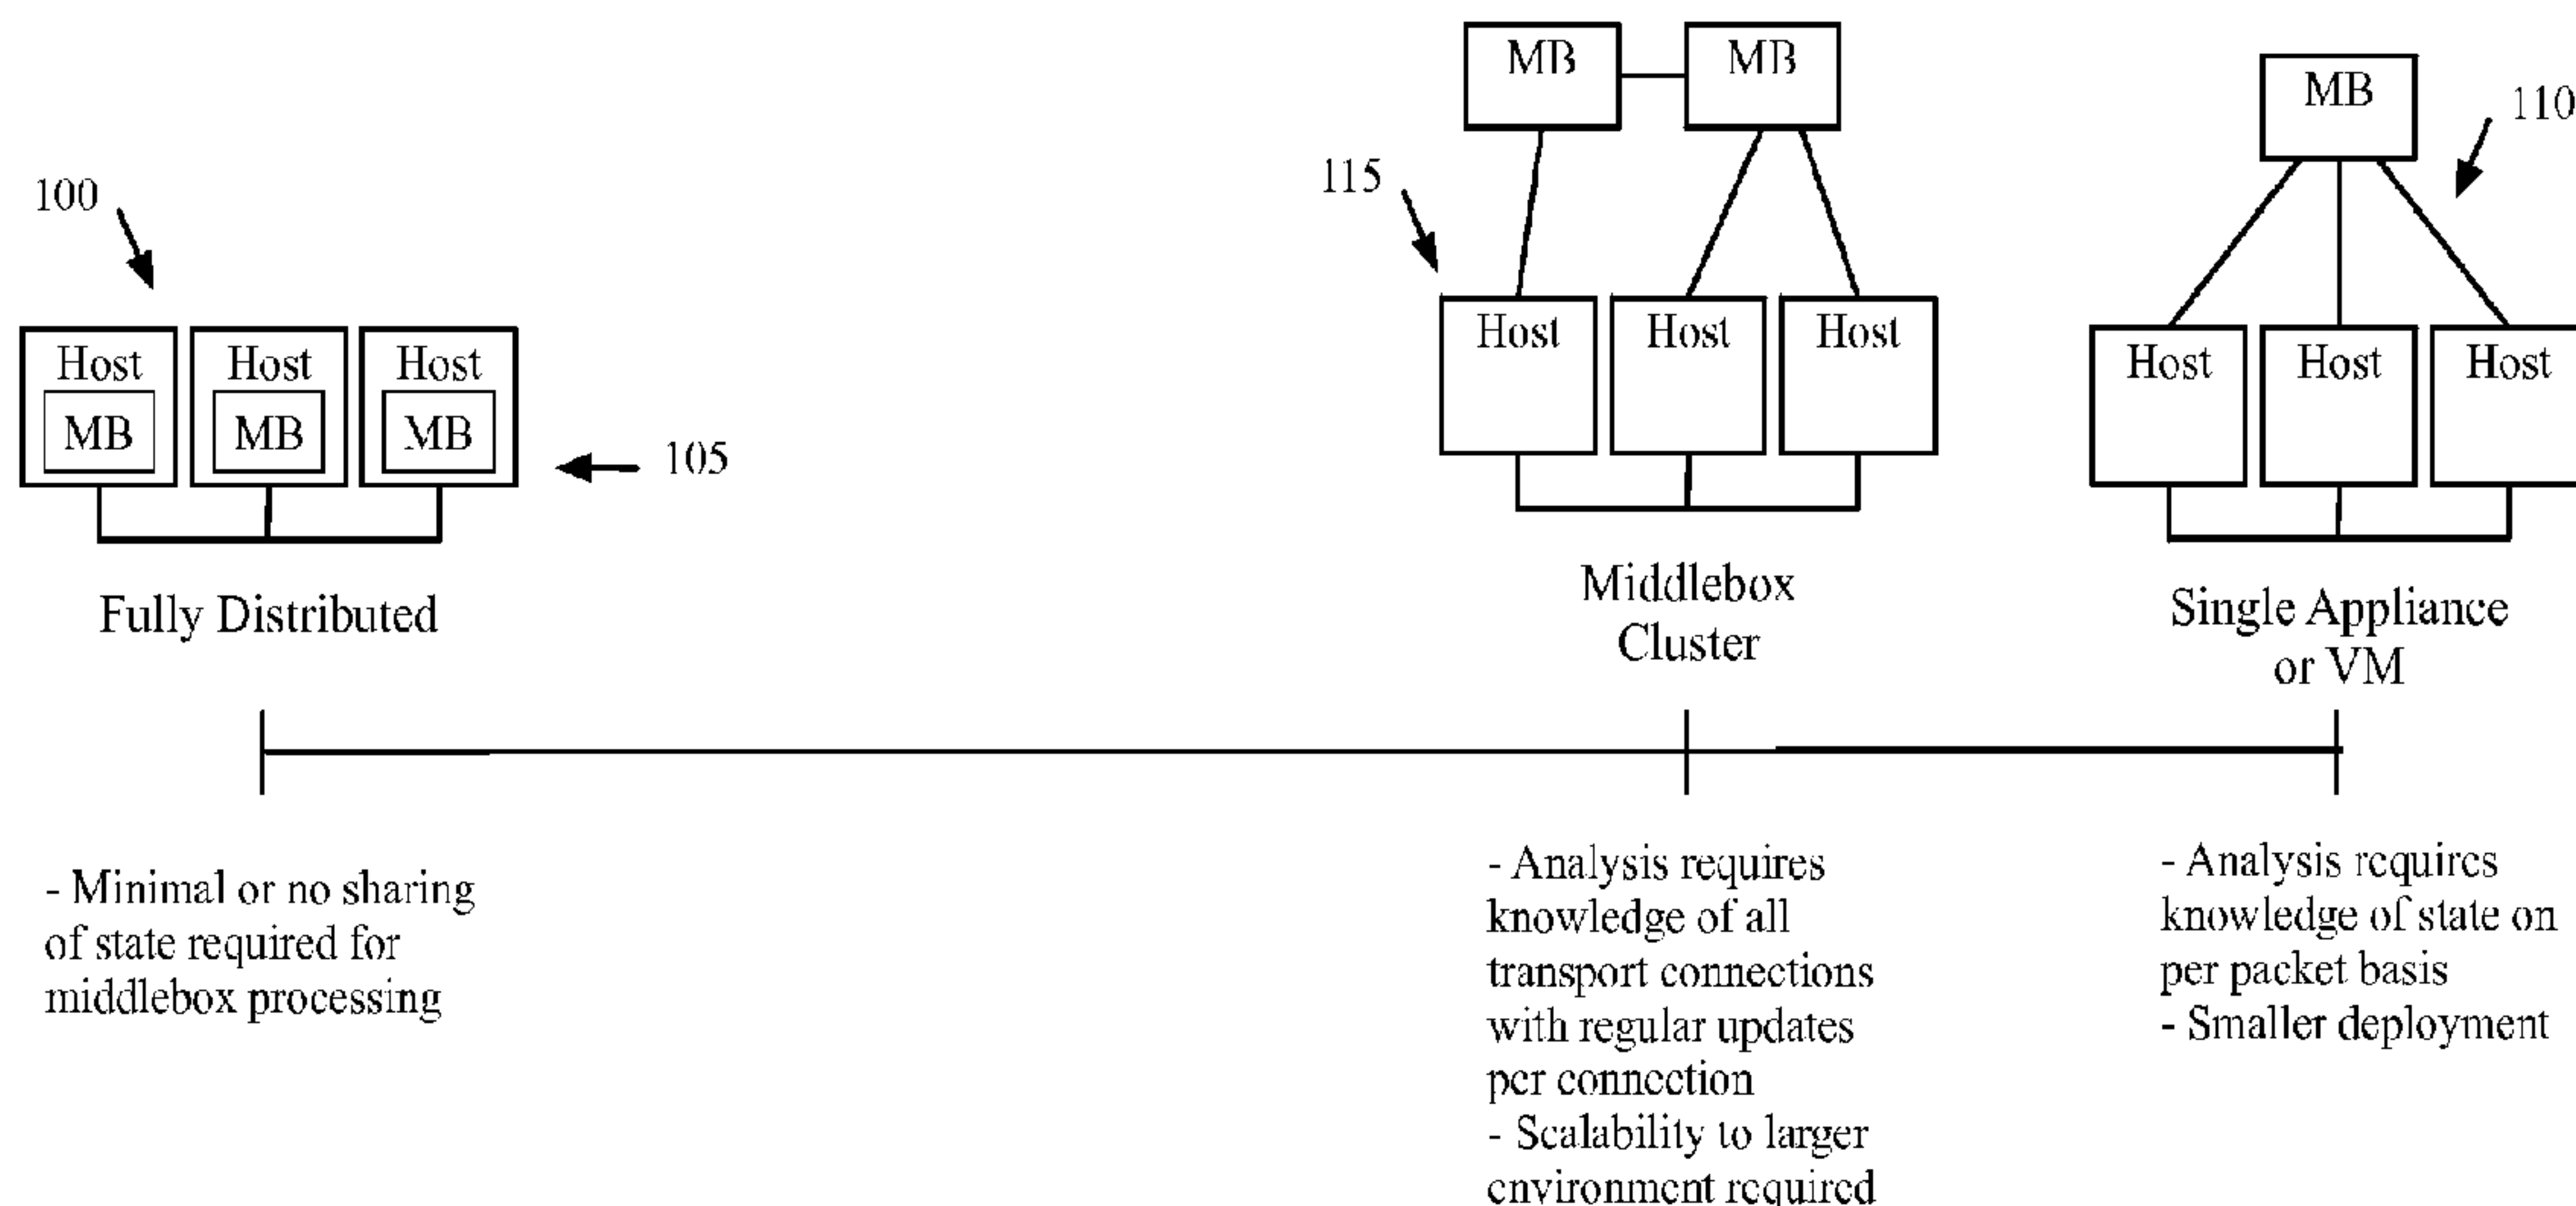 100
Host Host Host
MB MB MB
105
Fully Distributed
- Minimal or no sharing
of state required for
middlebox processing
MB MB
115
Host Host Host
Middlebox
Cluster
- Analysis requires
knowledge of all
transport connections
with regular updates
per connection
- Scalability to larger
environment required
MB
110
Host Host Host
Single Appliance
or VM
- Analysis requires
knowledge of state on
per packet basis
- Smaller deployment